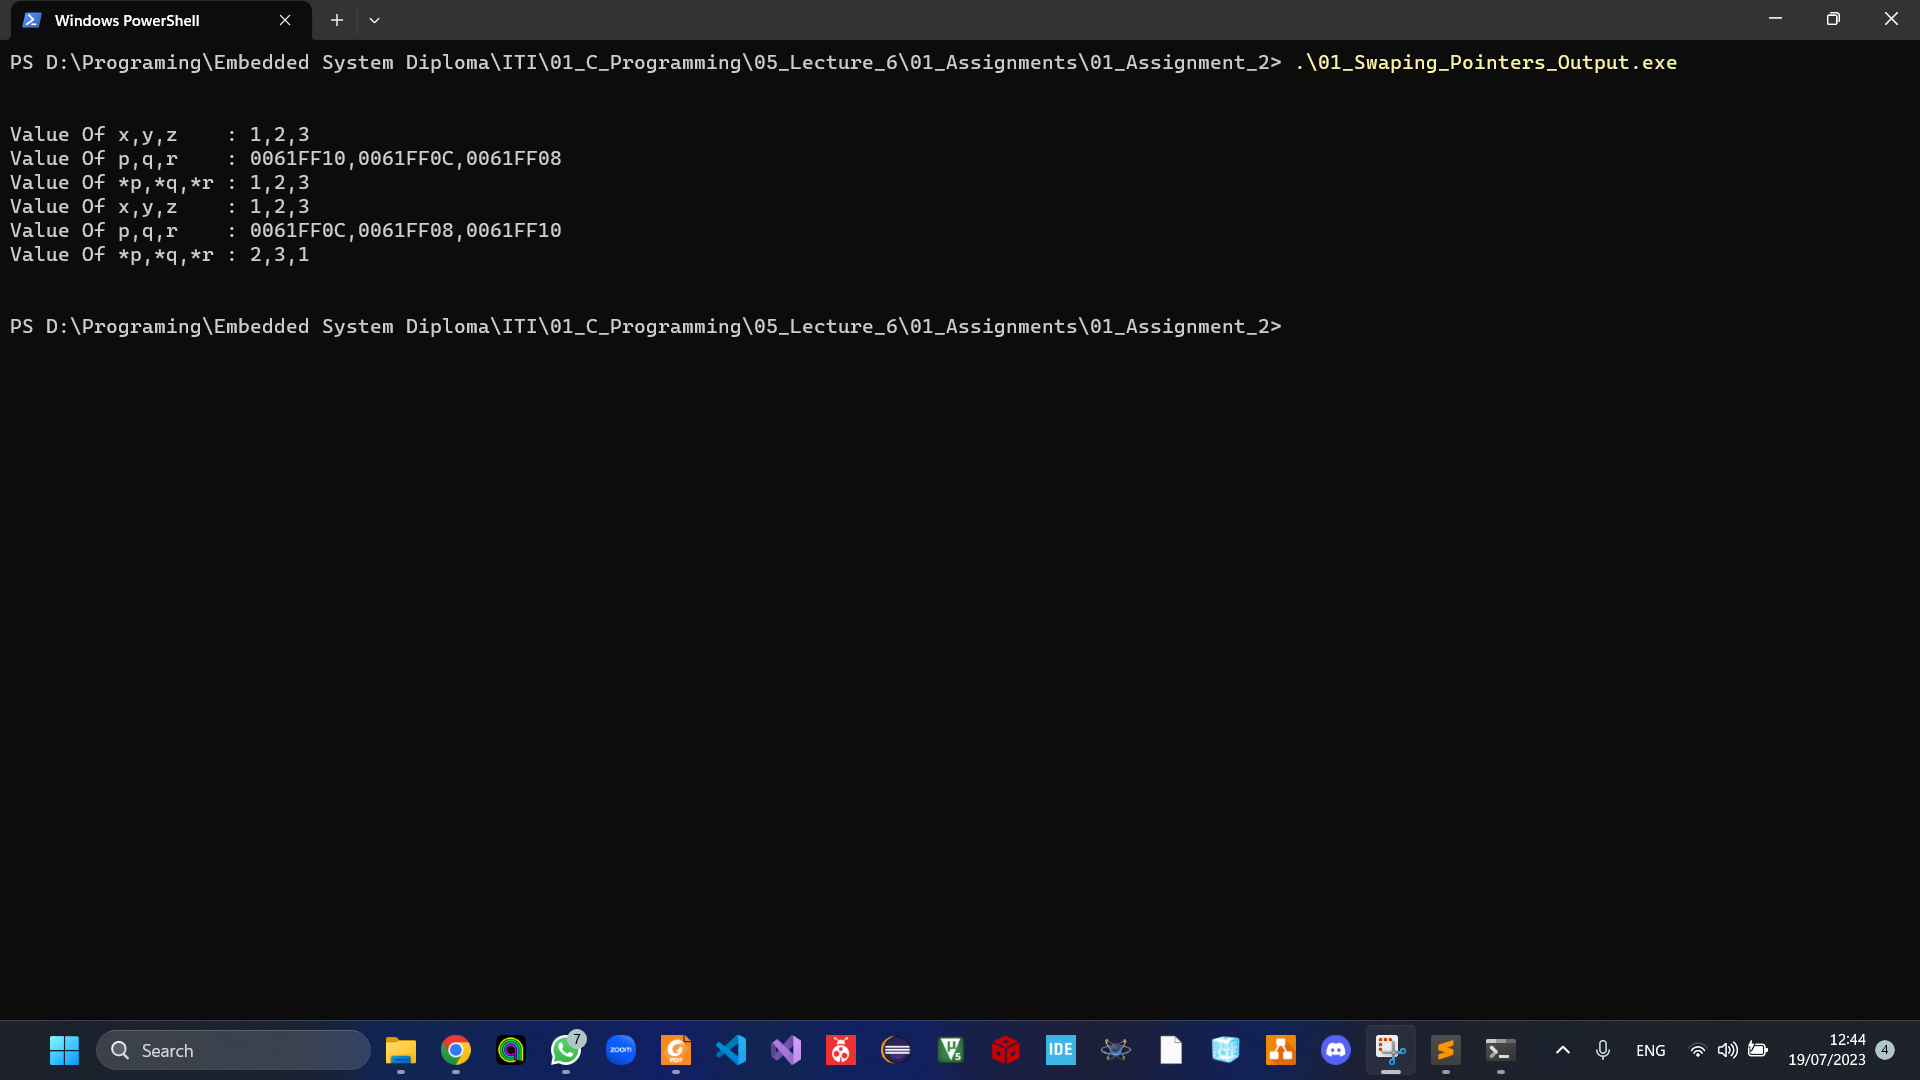 Windows PowerShell
PS D:\Programing\Embedded System Diploma\ITI\01_C_Programming\05_Lecture_6\01_Assignments\01_Assignment_2> .\01_Swaping_Pointers_Output.exe
Value Of x,y,z    : 1,2,3
Value Of p,q,r    : 0061FF10,0061FF0C,0061FF08
Value Of *p,*q,*r : 1,2,3
Value Of x,y,z    : 1,2,3
Value Of p,q,r    : 0061FF0C,0061FF08,0061FF10
Value Of *p,*q,*r : 2,3,1
PS D:\Programing\Embedded System Diploma\ITI\01_C_Programming\05_Lecture_6\01_Assignments\01_Assignment_2>
Search
7
zoom
PDF
5
IDE
ENG
12:44
19/07/2023
4